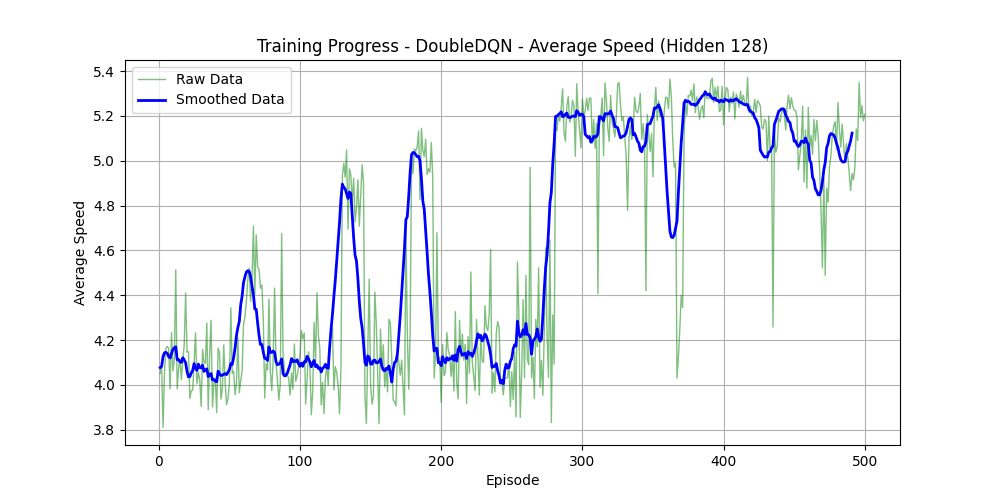 Training Progress - DoubleDQN - Average Speed (Hidden 128)
Raw Data
Smoothed Data
Average Speed
5.4
5.2
5.0
4.8
4.6
4.4
4.2
4.0
3.8
0 100 200 300 400 500
Episode